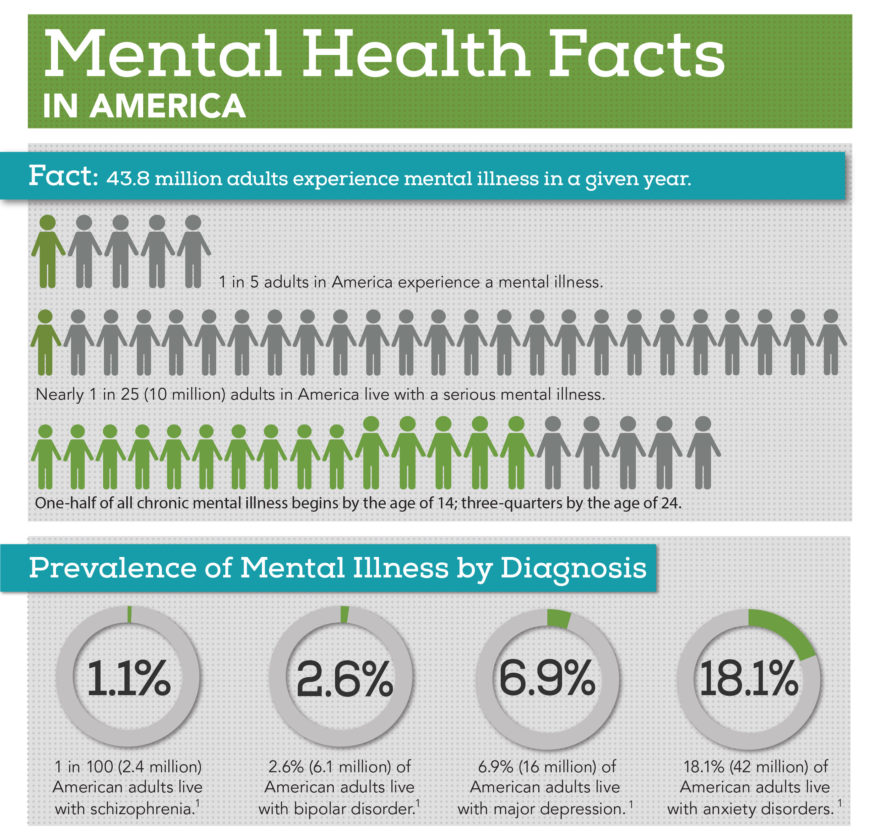 Mental Health Facts
IN AMERICA
Fact: 43.8 million adults experience mental illness in a given year.
1 in 5 adults in America experience a mental illness.
Nearly 1 in 25 (10 million) adults in America live with a serious mental illness.
One-half of all chronic mental illness begins by the age of 14; three-quarters by the age of 24.
Prevalence of Mental Illness by Diagnosis
1.1%
1 in 100 (2.4 million)
American adults live
with schizophrenia.1
2.6%
2.6% (6.1 million) of
American adults live
with bipolar disorder.1
6.9%
6.9% (16 million) of
American adults live
with major depression.1
18.1%
18.1% (42 million) of
American adults live
with anxiety disorders.1